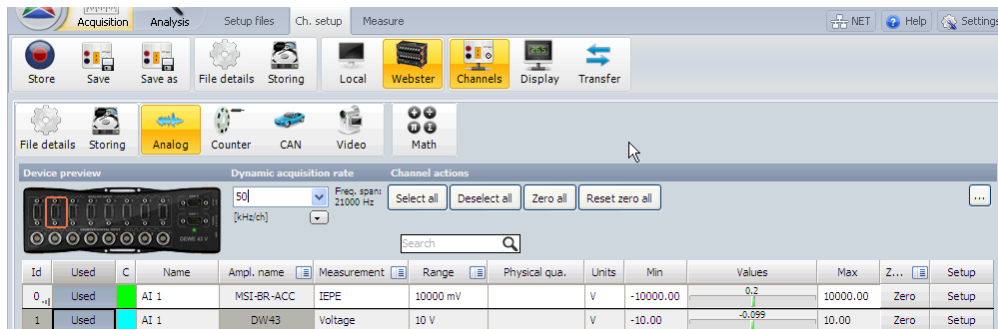 Acquisition Analysis Setup files Ch. setup Measure NET Help Settings
Store Save Save as File details Storing Local Webster Channels Display Transfer
File details Storing Analog Counter CAN Video Math
Device preview Dynamic acquisition rate Channel actions
50 Freq. span: Select all Deselect all Zero all Reset zero all ...
21000 Hz
[kHz/ch]
DEWE 43 V
Search
Id Used C Name Ampl. name Measurement Range Physical qua. Units Min Values Max Z... Setup
0 Used AI 1 MSI-BR-ACC IEPE 10000 mV V -10000.00 0.2 10000.00 Zero Setup
1 Used AI 1 DW43 Voltage 10 V V -10.00 -0.099 10.00 Zero Setup